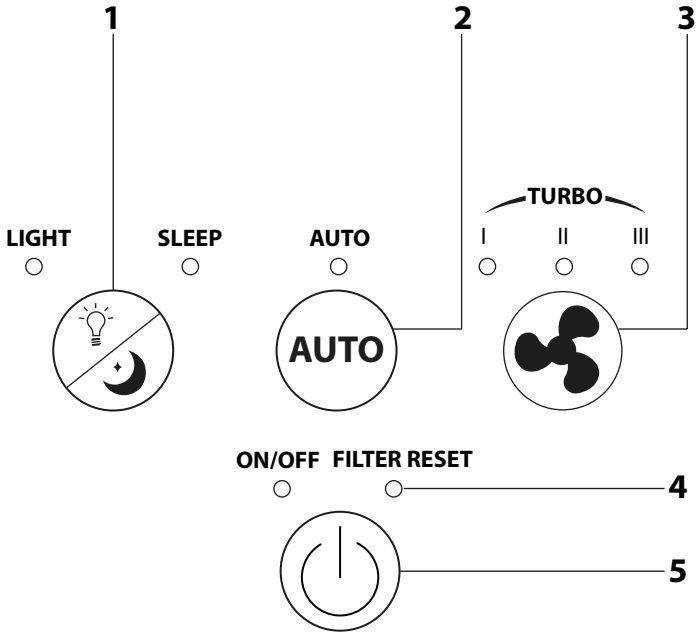 1 2 3
TURBO
LIGHT SLEEP AUTO I II III
AUTO
ON/OFF FILTER RESET
4
5